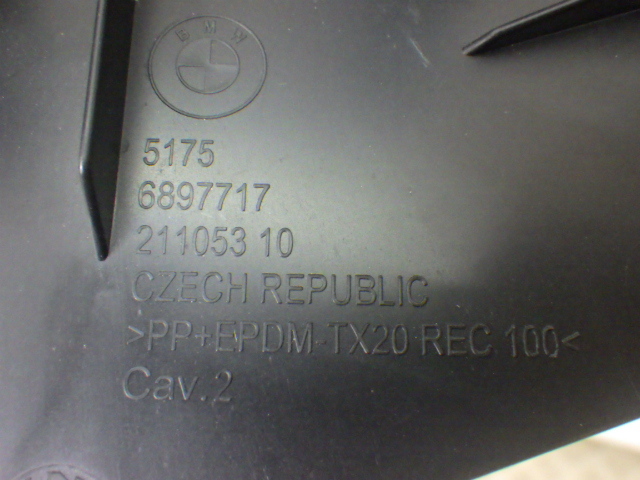 BMW
5175
6897717
211053 10
CZECH REPUBLIC
>PP+EPDM-TX20 REC 100<
Cav.2